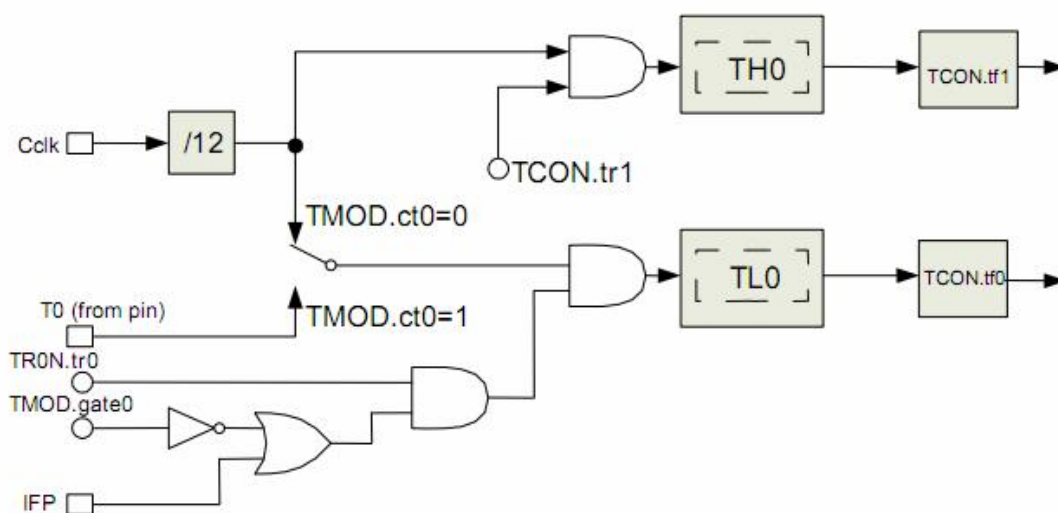 TH0
TCON.tf1
Cclk
/12
TCON.tr1
TMOD.ct0=0
TL0
TCON.tf0
T0 (from pin)
TMOD.ct0=1
TR0N.tr0
TMOD.gate0
IFP